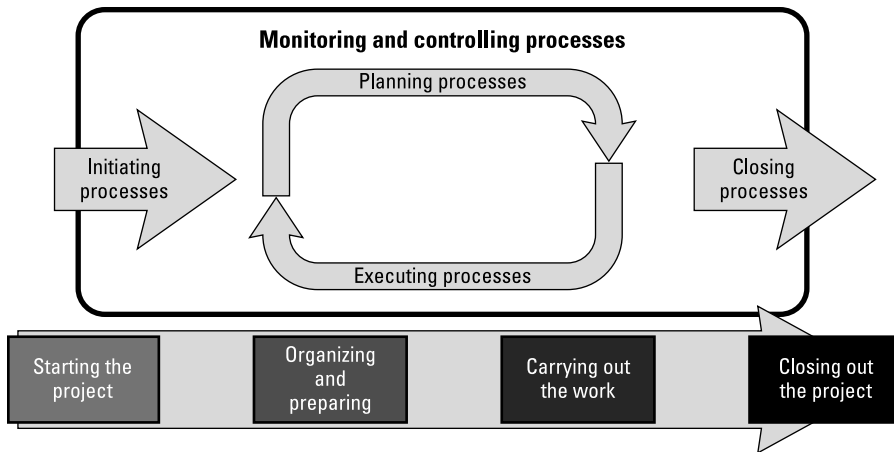 Monitoring and controlling processes
Planning processes
Initiating
processes
Closing
processes
Executing processes
Starting the
project
Organizing
and
preparing
Carrying out
the work
Closing out
the project